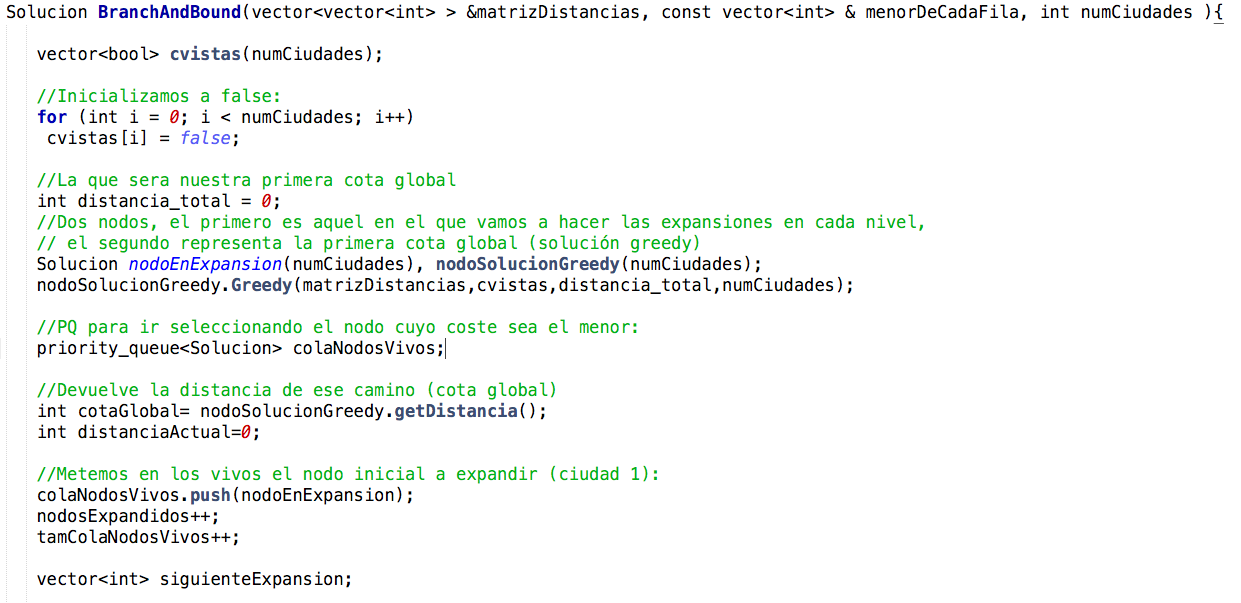 Solucion BranchAndBound(vector<vector<int> > &matrizDistancias, const vector<int> & menorDeCadaFila, int numCiudades ){
vector<bool> cvistas(numCiudades);
//Inicializamos a false:
for (int i = 0; i < numCiudades; i++)
cvistas[i] = false;
//La que sera nuestra primera cota global
int distancia_total = 0;
//Dos nodos, el primero es aquel en el que vamos a hacer las expansiones en cada nivel,
// el segundo representa la primera cota global (solución greedy)
Solucion nodoEnExpansion(numCiudades), nodoSolucionGreedy(numCiudades);
nodoSolucionGreedy.Greedy(matrizDistancias,cvistas,distancia_total,numCiudades);
//PQ para ir seleccionando el nodo cuyo coste sea el menor:
priority_queue<Solucion> colaNodosVivos;
//Devuelve la distancia de ese camino (cota global)
int cotaGlobal= nodoSolucionGreedy.getDistancia();
int distanciaActual=0;
//Metemos en los vivos el nodo inicial a expandir (ciudad 1):
colaNodosVivos.push(nodoEnExpansion);
nodosExpandidos++;
tamColaNodosVivos++;
vector<int> siguienteExpansion;